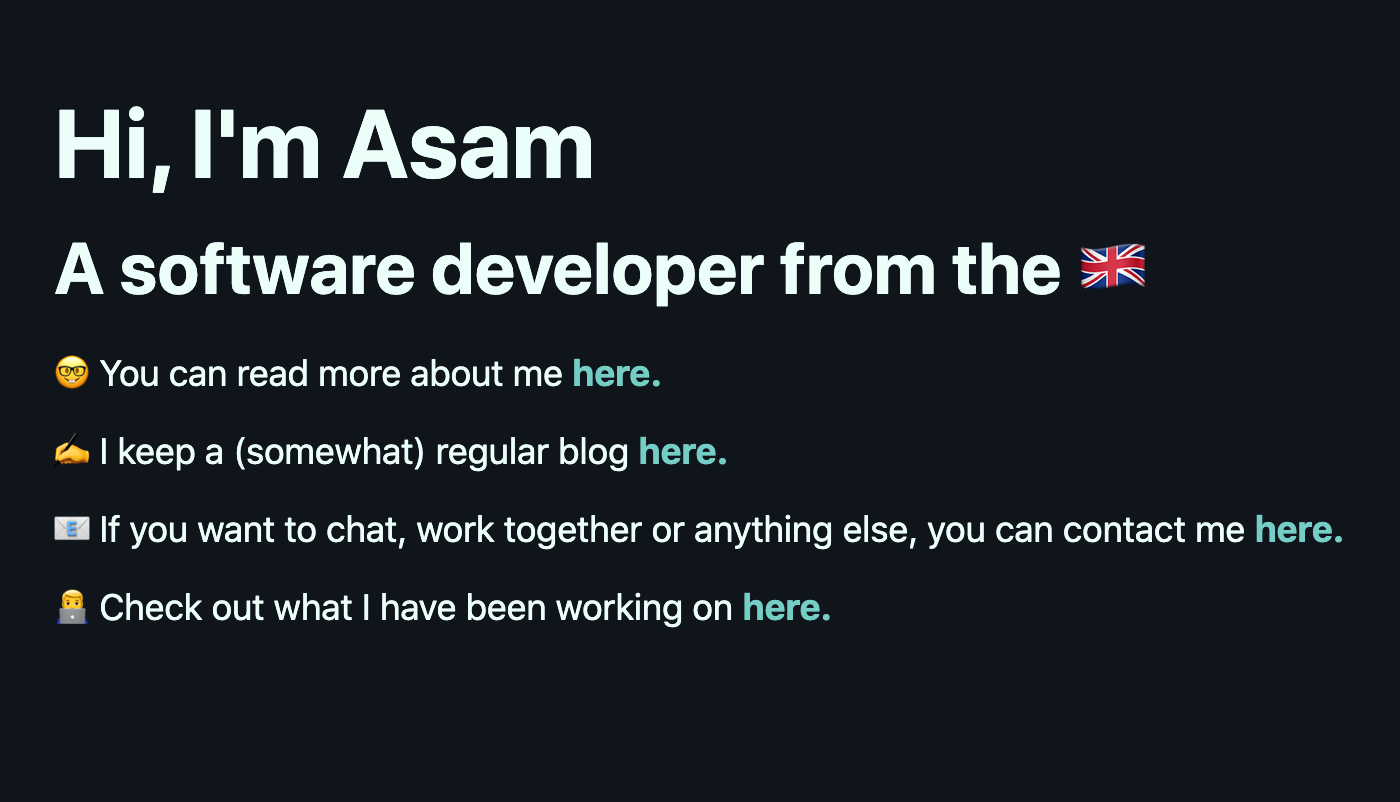 Hi, I'm Asam
A software developer from the 🇬🇧
🤓 You can read more about me here.
✍️ I keep a (somewhat) regular blog here.
📧 If you want to chat, work together or anything else, you can contact me here.
👨‍💻 Check out what I have been working on here.